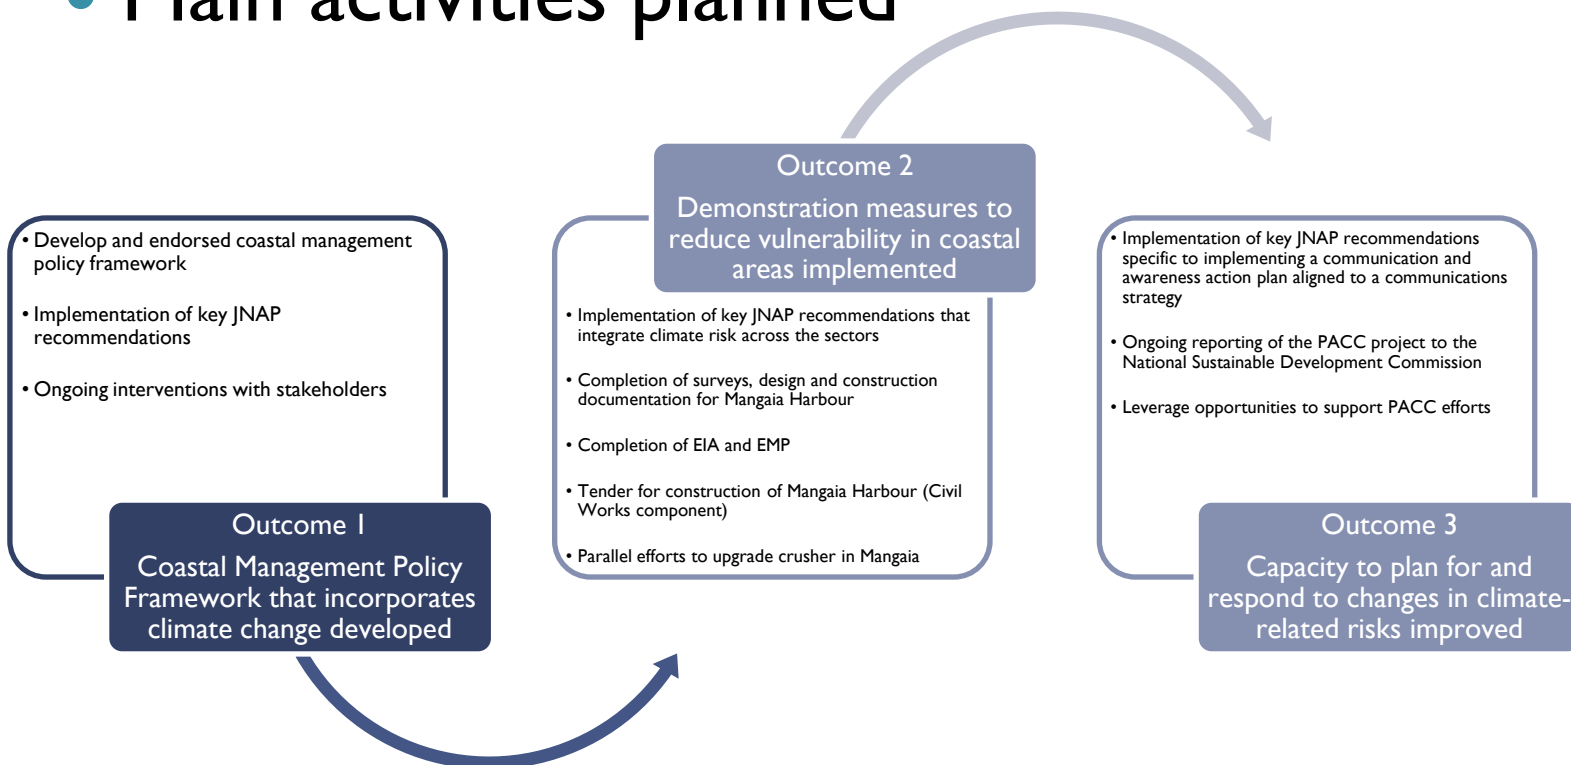 • Main activities planned
• Develop and endorsed coastal management
policy framework
• Implementation of key JNAP
recommendations
• Ongoing interventions with stakeholders
Outcome 1
Coastal Management Policy
Framework that incorporates
climate change developed
Outcome 2
Demonstration measures to
reduce vulnerability in coastal
areas implemented
• Implementation of key JNAP recommendations that
integrate climate risk across the sectors
• Completion of surveys, design and construction
documentation for Mangaia Harbour
• Completion of EIA and EMP
• Tender for construction of Mangaia Harbour (Civil
Works component)
• Parallel efforts to upgrade crusher in Mangaia
• Implementation of key JNAP recommendations
specific to implementing a communication and
awareness action plan aligned to a communications
strategy
• Ongoing reporting of the PACC project to the
National Sustainable Development Commission
• Leverage opportunities to support PACC efforts
Outcome 3
Capacity to plan for and
respond to changes in climate-
related risks improved